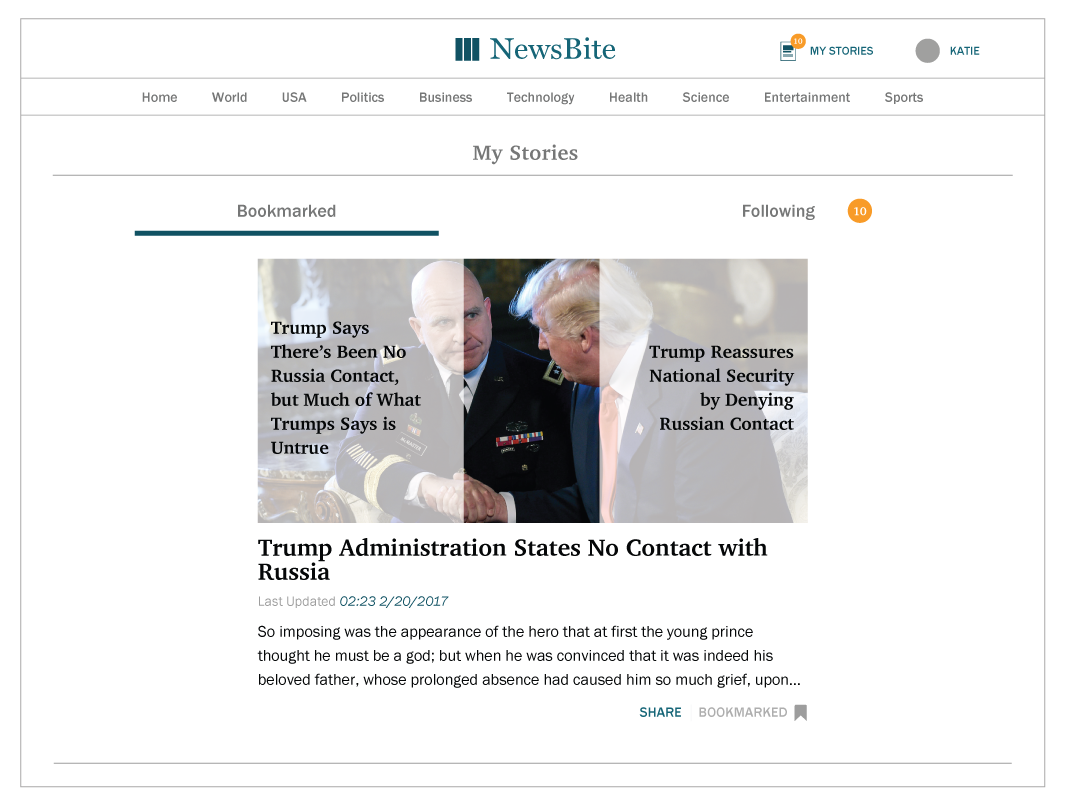 NewsBite
10
MY STORIES
KATIE
Home World USA Politics Business Technology Health Science Entertainment Sports
My Stories
Bookmarked
Following 10
Trump Says
There’s Been No
Russia Contact,
but Much of What
Trumps Says is
Untrue
Trump Reassures
National Security
by Denying
Russian Contact
Trump Administration States No Contact with
Russia
Last Updated 02:23 2/20/2017
So imposing was the appearance of the hero that at first the young prince
thought he must be a god; but when he was convinced that it was indeed his
beloved father, whose prolonged absence had caused him so much grief, upon...
SHARE BOOKMARKED